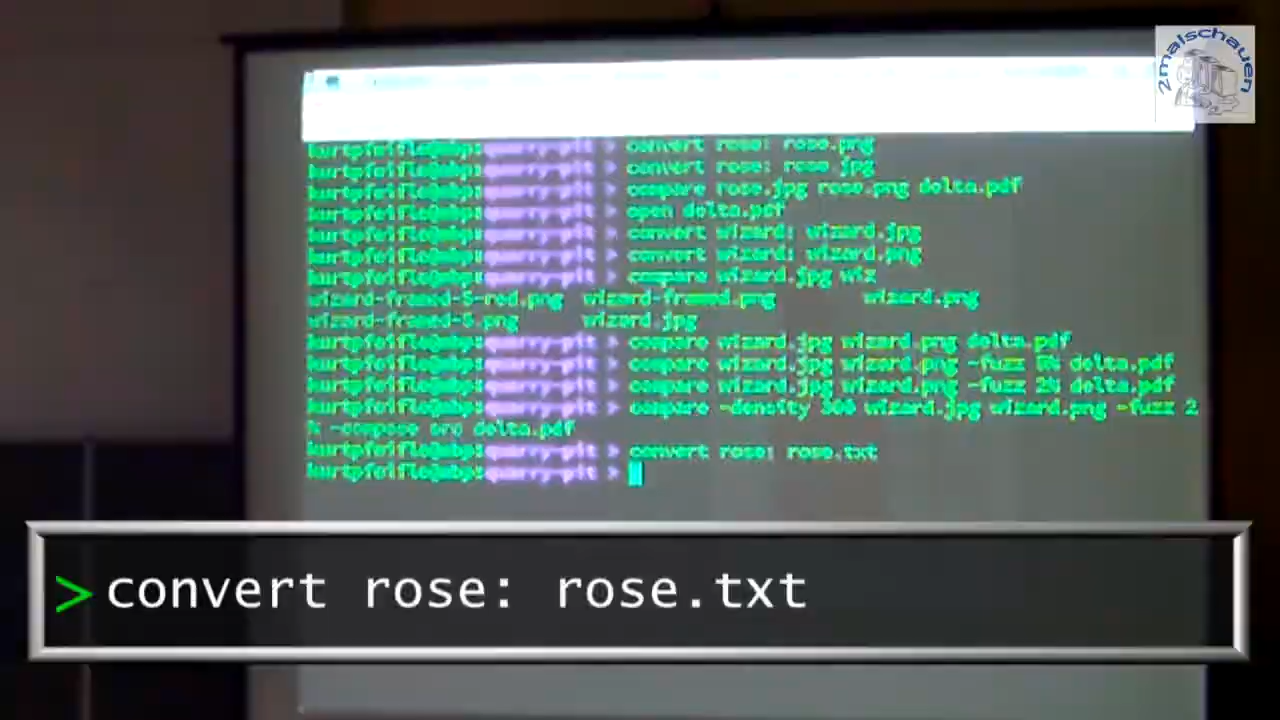 2malschauen
kurtpfeifle@mbp:quarry-pit > convert rose: rose.png
kurtpfeifle@mbp:quarry-pit > convert rose: rose.jpg
kurtpfeifle@mbp:quarry-pit > compare rose.jpg rose.png delta.pdf
kurtpfeifle@mbp:quarry-pit > open delta.pdf
kurtpfeifle@mbp:quarry-pit > convert wizard: wizard.jpg
kurtpfeifle@mbp:quarry-pit > convert wizard: wizard.png
kurtpfeifle@mbp:quarry-pit > compare wizard.jpg wiz
wizard-framed-5-red.png wizard-framed.png wizard.png
wizard-framed-5.png wizard.jpg
kurtpfeifle@mbp:quarry-pit > compare wizard.jpg wizard.png delta.pdf
kurtpfeifle@mbp:quarry-pit > compare wizard.jpg wizard.png -fuzz delta.pdf
kurtpfeifle@mbp:quarry-pit > compare wizard.jpg wizard.png -fuzz 2% delta.pdf
kurtpfeifle@mbp:quarry-pit > compare -density 300 wizard.jpg wizard.png -fuzz 2
% -compose src delta.pdf
kurtpfeifle@mbp:quarry-pit > convert rose: rose.txt
kurtpfeifle@mbp:quarry-pit >
> convert rose: rose.txt